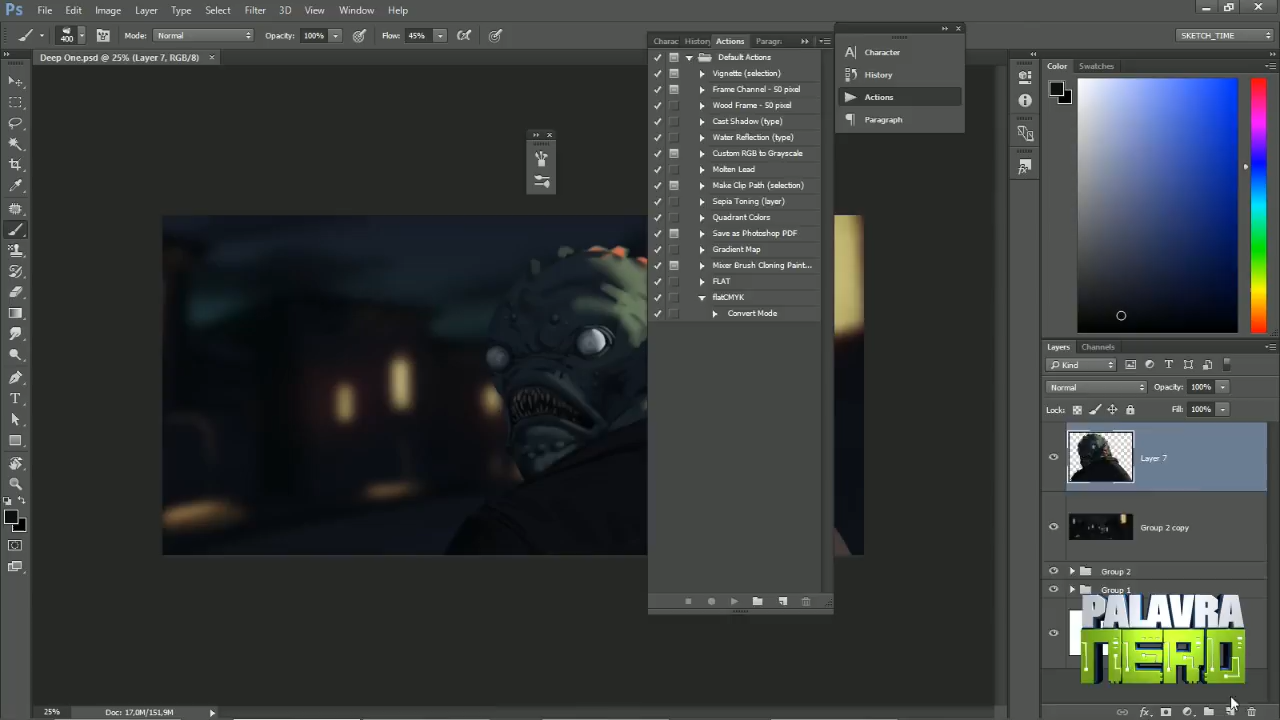 Ps File Edit Image Layer Type Select Filter 3D View Window Help
400 Mode: Normal Opacity: 100% Flow: 45% SKETCH_TIME
Deep One.psd @ 25% (Layer 7, RGB/8) ×
Charac History Actions Paragra
Default Actions
Vignette (selection)
Frame Channel - 50 pixel
Wood Frame - 50 pixel
Cast Shadow (type)
Water Reflection (type)
Custom RGB to Grayscale
Molten Lead
Make Clip Path (selection)
Sepia Toning (layer)
Quadrant Colors
Save as Photoshop PDF
Gradient Map
Mixer Brush Cloning Paint...
FLAT
flatCMYK
Convert Mode
Character
History
Actions
Paragraph
Color Swatches
Layers Channels
Kind
Normal Opacity: 100%
Lock: Fill: 100%
Layer 7
Group 2 copy
Group 2
Group 1
PALAVRA
NERD
25% Doc: 17,0M/151,9M